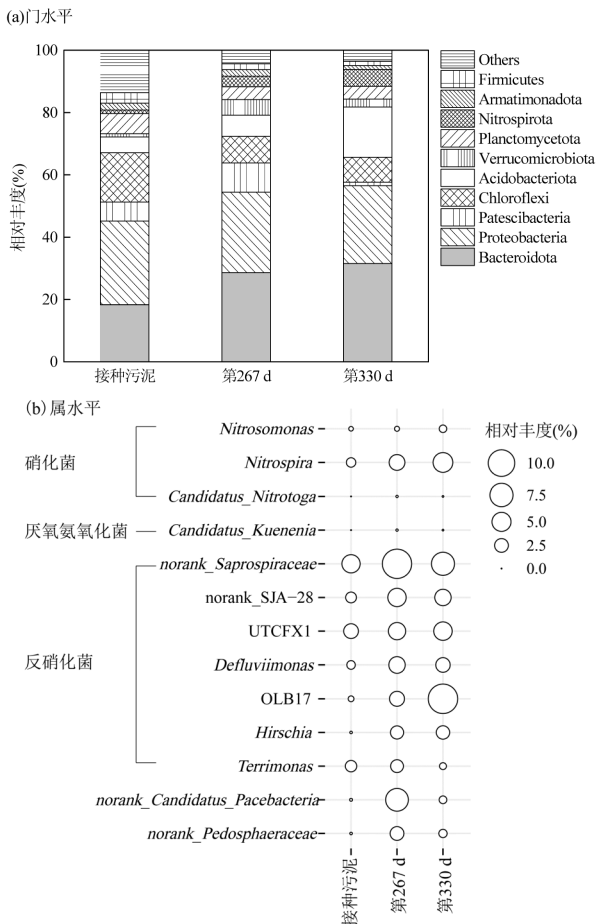 (a)门水平
100
80
60
40
20
0
相对丰度(%)
接种污泥
第267 d
第330 d
Others
Firmicutes
Armatimonadota
Nitrospirota
Planctomycetota
Verrucomicrobiota
Acidobacteriota
Chloroflexi
Patescibacteria
Proteobacteria
Bacteroidota
(b)属水平
硝化菌
厌氧氨氧化菌
反硝化菌
Nitrosomonas
Nitrospira
Candidatus_Nitrotoga
Candidatus_Kuenenia
norank_Saprospiraceae
norank_SJA−28
UTCFX1
Defluviimonas
OLB17
Hirschia
Terrimonas
norank_Candidatus_Pacebacteria
norank_Pedosphaeraceae
接种污泥
第267 d
第330 d
相对丰度(%)
10.0
7.5
5.0
2.5
0.0